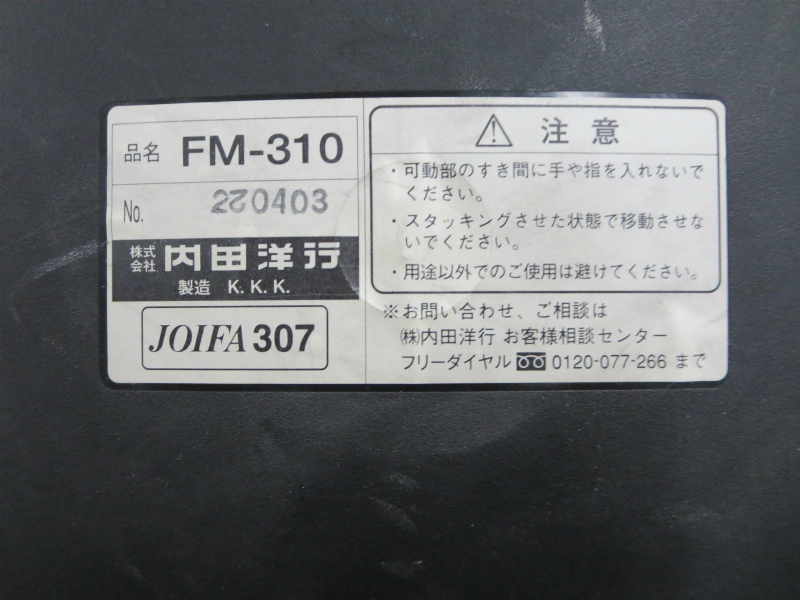 品名 FM-310
No. 220403
株式会社 内田洋行
製造 K. K. K.
JOIFA 307
⚠ 注意
・可動部のすき間に手や指を入れないで
ください。
・スタッキングさせた状態で移動させな
いでください。
・用途以外でのご使用は避けてください。
※お問い合わせ、ご相談は
㈱内田洋行 お客様相談センター
フリーダイヤル 0120-077-266 まで